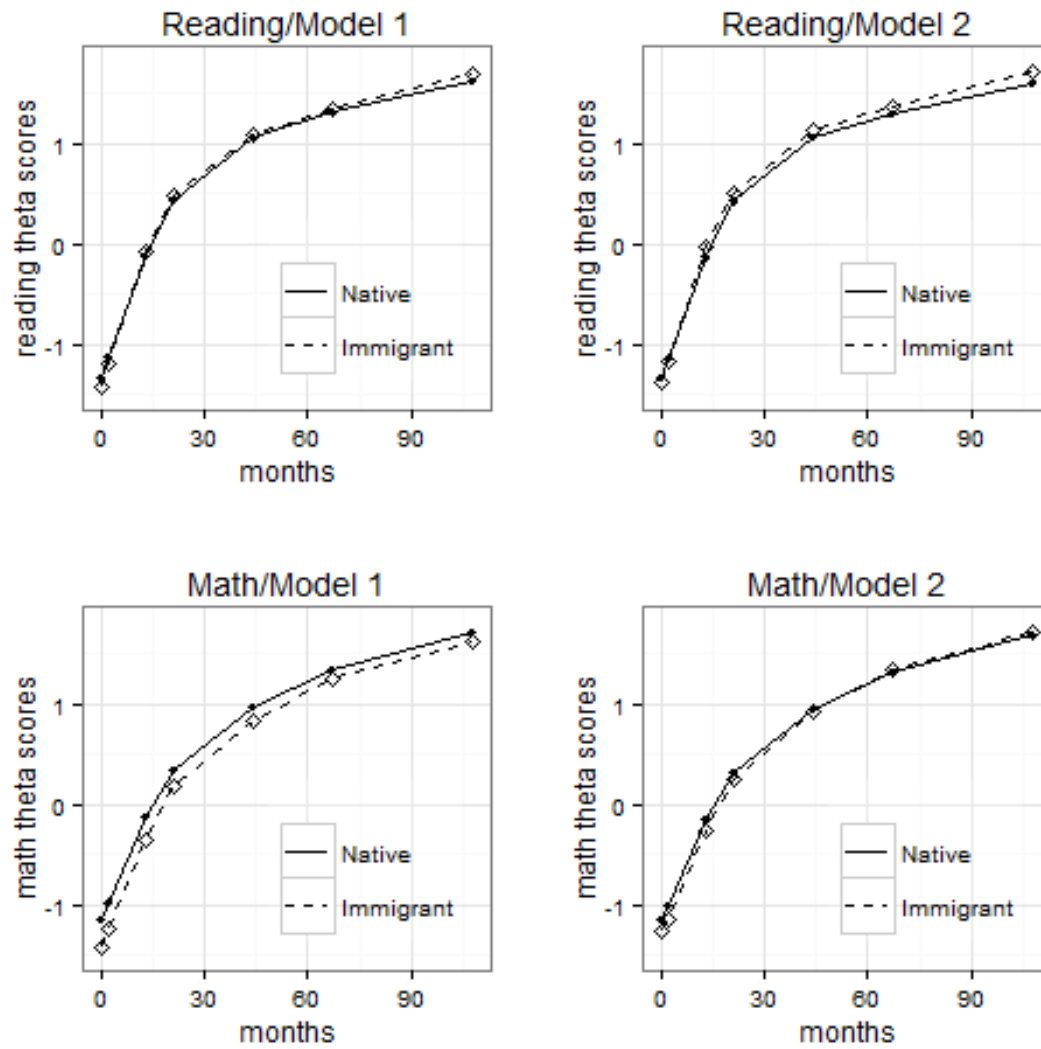 Reading/Model 1
reading theta scores
1
0
-1
Native
Immigrant
0 30 60 90
months
Reading/Model 2
reading theta scores
1
0
-1
Native
Immigrant
0 30 60 90
months
Math/Model 1
math theta scores
1
0
-1
Native
Immigrant
0 30 60 90
months
Math/Model 2
math theta scores
1
0
-1
Native
Immigrant
0 30 60 90
months